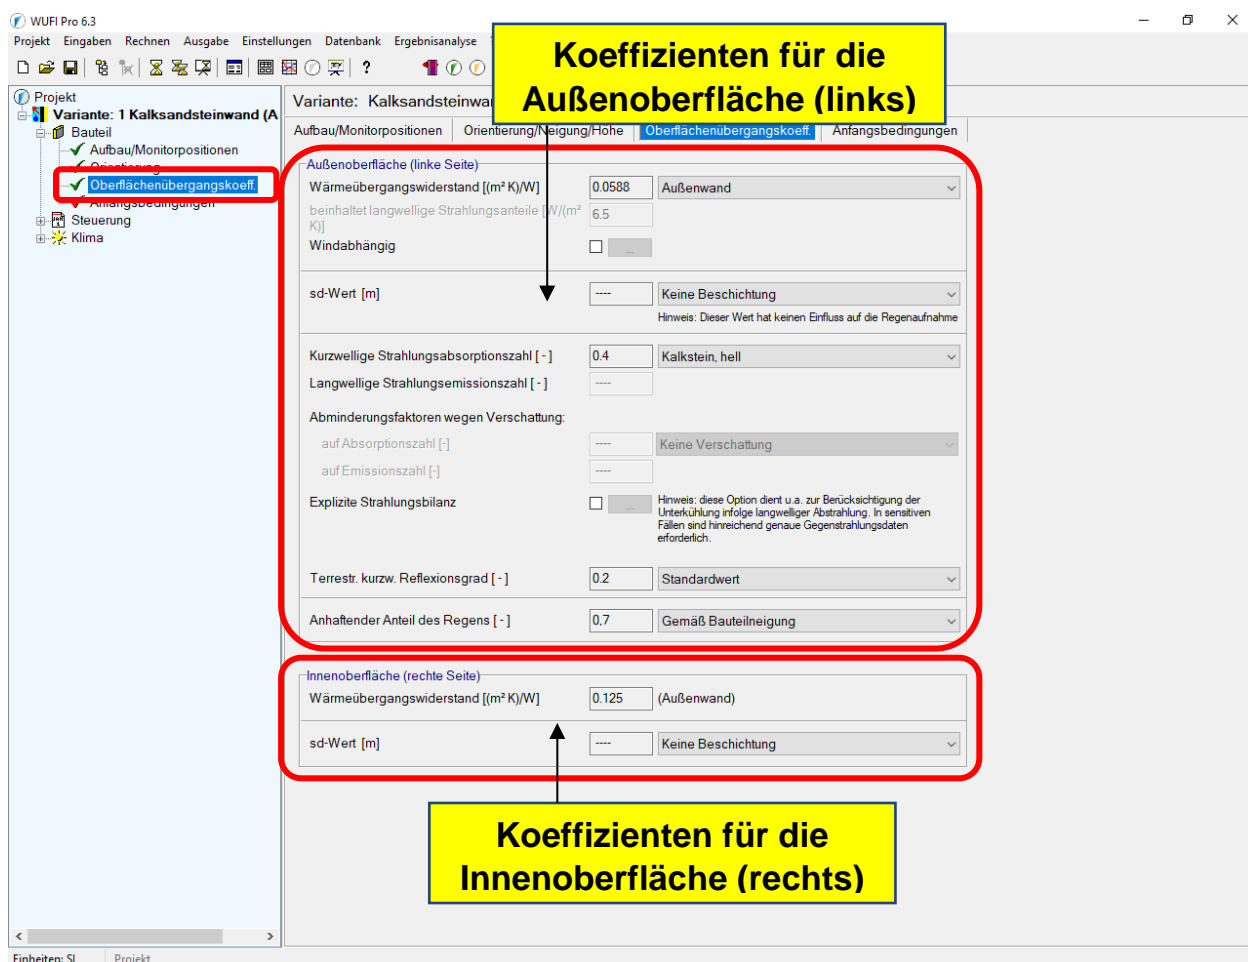 WUFI Pro 6.3
Projekt Eingaben Rechnen Ausgabe Einstellungen Datenbank Ergebnisanalyse
Koeffizienten für die
Außenoberfläche (links)
Projekt
Variante: 1 Kalksandsteinwand (A
Bauteil
Aufbau/Monitorpositionen
Orientierung
Oberflächenübergangskoeff.
Anfangsbedingungen
Steuerung
Klima
Variante: Kalksandsteinwa
Aufbau/Monitorpositionen Orientierung/Neigung/Höhe Oberflächenübergangskoeff. Anfangsbedingungen
Außenoberfläche (linke Seite)
Wärmeübergangswiderstand [(m² K)/W] 0.0588 Außenwand
beinhaltet langwellige Strahlungsanteile [W/(m² K)] 6.5
Windabhängig ...
sd-Wert [m] ---- Keine Beschichtung
Hinweis: Dieser Wert hat keinen Einfluss auf die Regenaufnahme
Kurzwellige Strahlungsabsorptionszahl [ - ] 0.4 Kalkstein, hell
Langwellige Strahlungsemissionszahl [ - ] ----
Abminderungsfaktoren wegen Verschattung:
auf Absorptionszahl [-] ---- Keine Verschattung
auf Emissionszahl [-] ----
Explizite Strahlungsbilanz ...
Hinweis: diese Option dient u.a. zur Berücksichtigung der
Unterkühlung infolge langwelliger Abstrahlung. In sensitiven
Fällen sind hinreichend genaue Gegenstrahlungsdaten
erforderlich.
Terrestr. kurzw. Reflexionsgrad [ - ] 0.2 Standardwert
Anhaftender Anteil des Regens [ - ] 0,7 Gemäß Bauteilneigung
Innenoberfläche (rechte Seite)
Wärmeübergangswiderstand [(m² K)/W] 0.125 (Außenwand)
sd-Wert [m] ---- Keine Beschichtung
Koeffizienten für die
Innenoberfläche (rechts)
Einheiten: SI Projekt